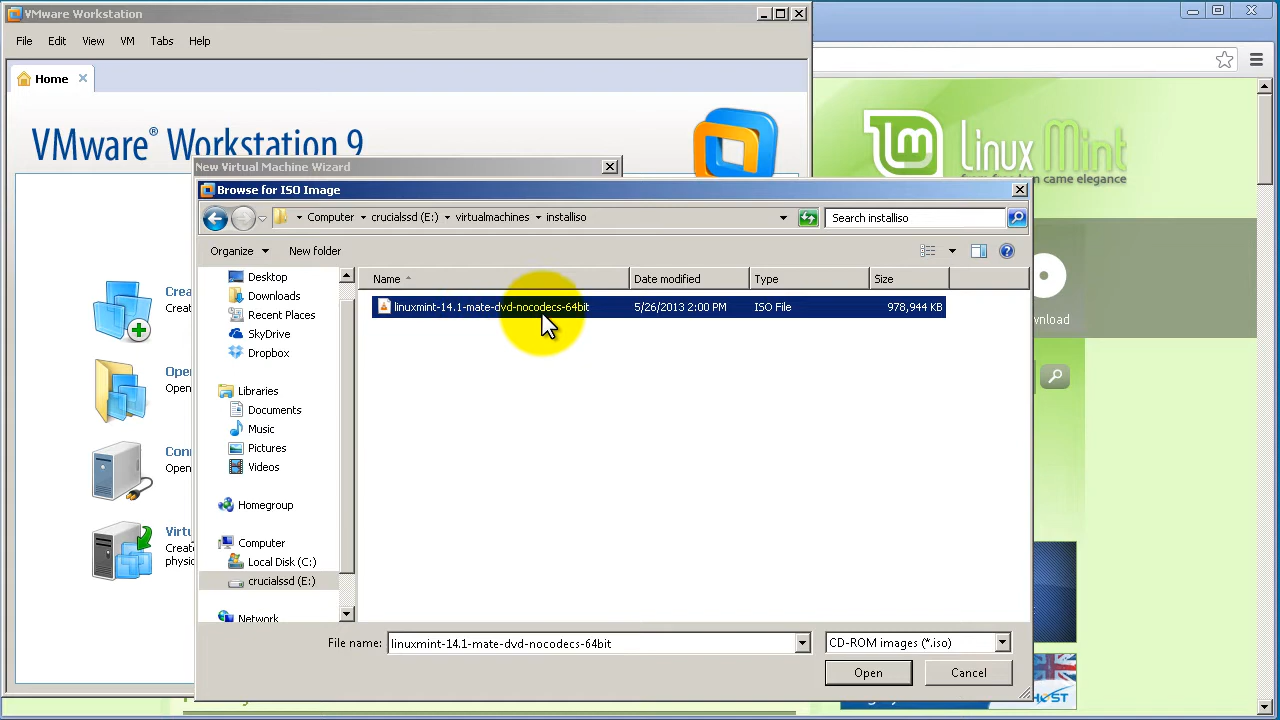 VMware Workstation
File Edit View VM Tabs Help
Home
VMware® Workstation 9
Linux Mint
from freedom came elegance
New Virtual Machine Wizard
Browse for ISO Image
Computer crucialssd (E:) virtualmachines installiso
Search installiso
Organize New folder
Name Date modified Type Size
linuxmint-14.1-mate-dvd-nocodecs-64bit 5/26/2013 2:00 PM ISO File 978,944 KB
Desktop
Downloads
Recent Places
SkyDrive
Dropbox
Libraries
Documents
Music
Pictures
Videos
Homegroup
Computer
Local Disk (C:)
crucialssd (E:)
Network
File name: linuxmint-14.1-mate-dvd-nocodecs-64bit
CD-ROM images (*.iso)
Open Cancel
Crea
Creat
Ope
Open
Conn
Open
Virtu
Creat
physic
wnload